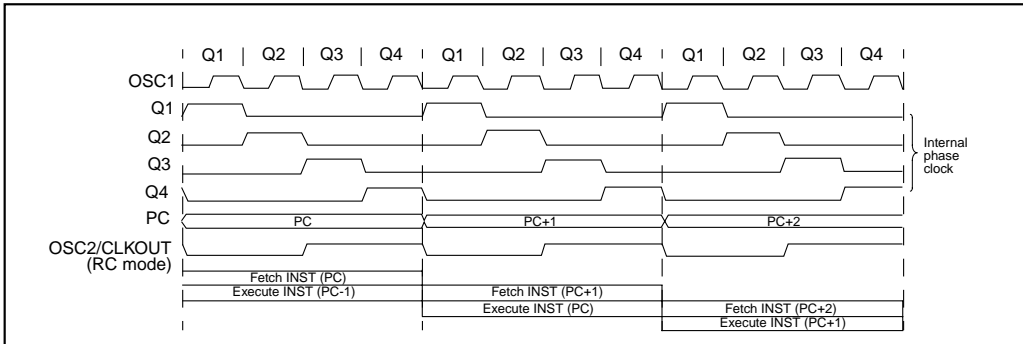 Q1 Q2 Q3 Q4 Q1 Q2 Q3 Q4 Q1 Q2 Q3 Q4
OSC1
Q1
Q2
Q3
Q4
PC
PC PC+1 PC+2
OSC2/CLKOUT
(RC mode)
Internal
phase
clock
Fetch INST (PC)
Execute INST (PC-1) Fetch INST (PC+1)
Execute INST (PC) Fetch INST (PC+2)
Execute INST (PC+1)